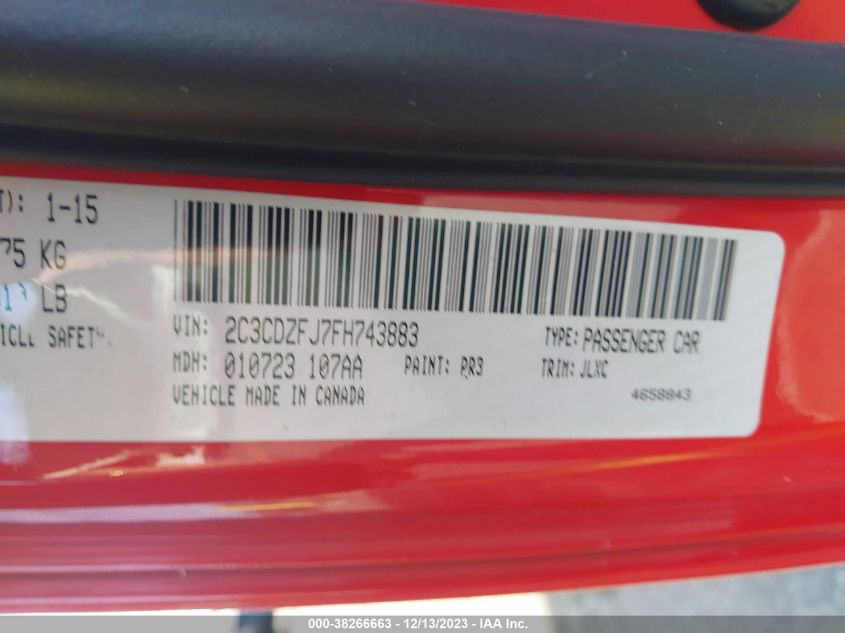 T): 1-15
75 KG
LB
SAFETY.
VIN: 2C3CDZFJ7FH743883
TYPE: PASSENGER CAR
MDH: 010723 107AA
PAINT: PR3
TRIM: JLXC
VEHICLE MADE IN CANADA
4658843
000-38266663 - 12/13/2023 - IAA Inc.